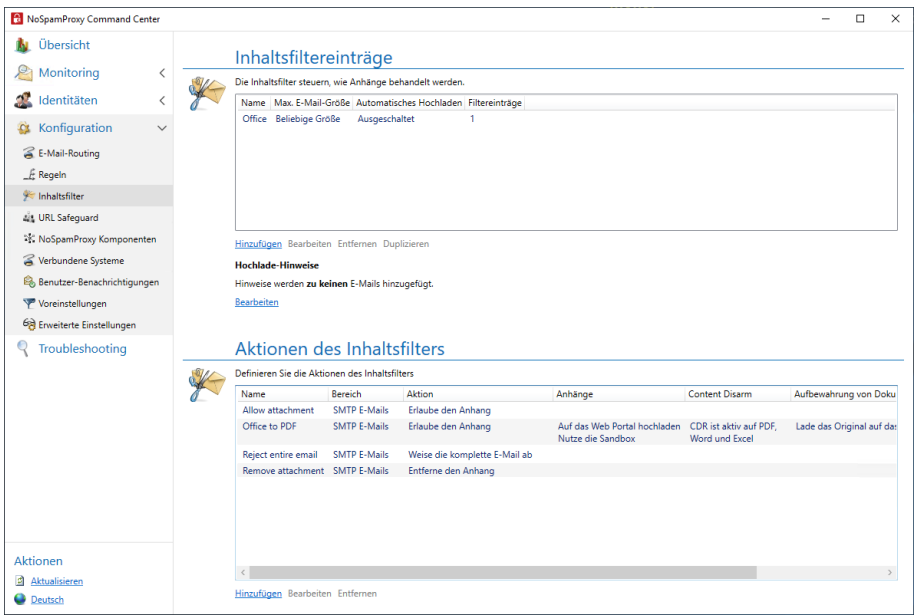 NoSpamProxy Command Center
Übersicht
Monitoring
Identitäten
Konfiguration
E-Mail-Routing
Regeln
Inhaltsfilter
URL Safeguard
NoSpamProxy Komponenten
Verbundene Systeme
Benutzer-Benachrichtigungen
Voreinstellungen
Erweiterte Einstellungen
Troubleshooting
Aktionen
Aktualisieren
Deutsch
Inhaltsfiltereinträge
Die Inhaltsfilter steuern, wie Anhänge behandelt werden.
Name Max. E-Mail-Größe Automatisches Hochladen Filtereinträge
Office Beliebige Größe Ausgeschaltet 1
Hinzufügen Bearbeiten Entfernen Duplizieren
Hochlade-Hinweise
Hinweise werden zu keinen E-Mails hinzugefügt.
Bearbeiten
Aktionen des Inhaltsfilters
Definieren Sie die Aktionen des Inhaltsfilters
Name Bereich Aktion Anhänge Content Disarm Aufbewahrung von Doku
Allow attachment SMTP E-Mails Erlaube den Anhang
Office to PDF SMTP E-Mails Erlaube den Anhang Auf das Web Portal hochladen CDR ist aktiv auf PDF, Lade das Original auf das
Nutze die Sandbox Word und Excel
Reject entire email SMTP E-Mails Weise die komplette E-Mail ab
Remove attachment SMTP E-Mails Entferne den Anhang
Hinzufügen Bearbeiten Entfernen